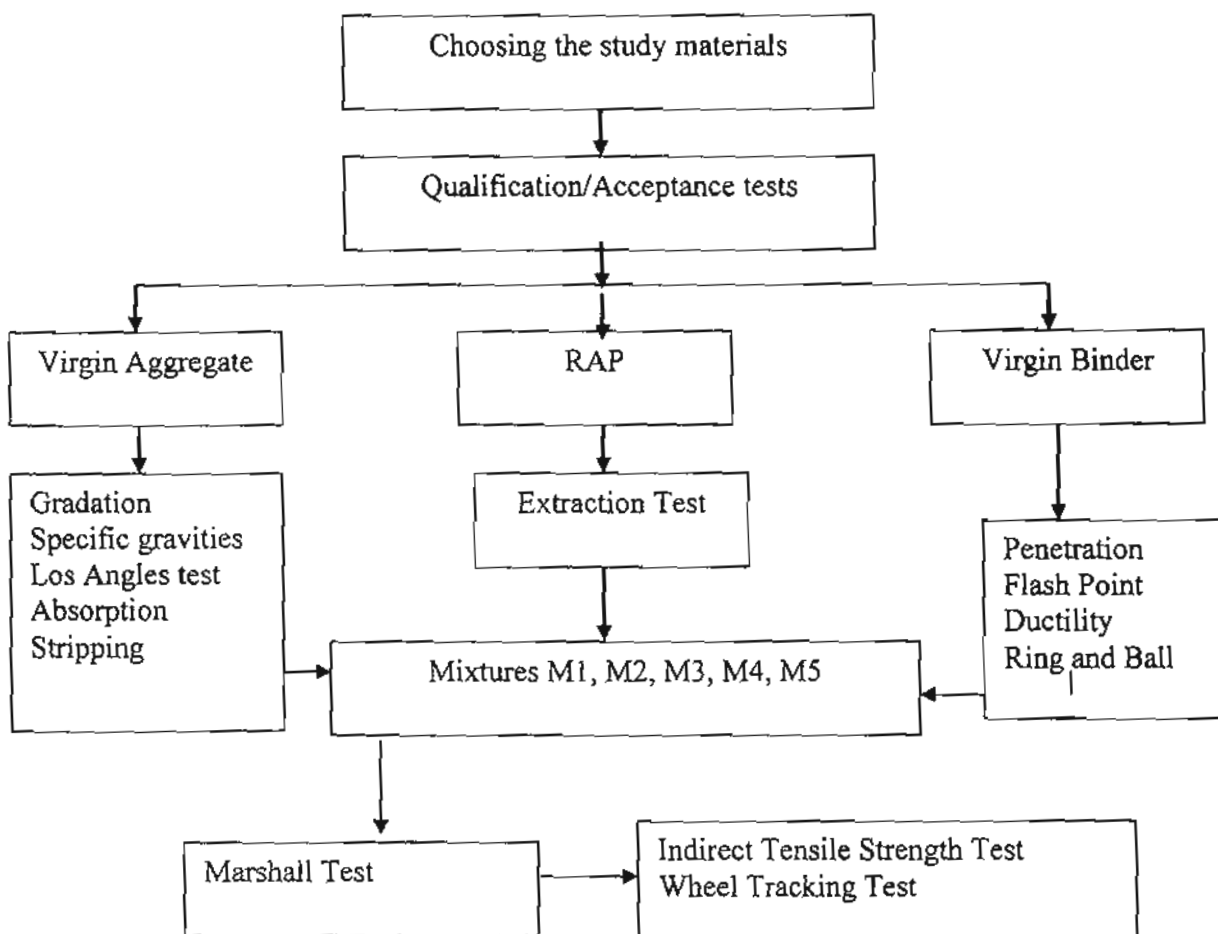 Choosing the study materials
Qualification/Acceptance tests
Virgin Aggregate
RAP
Virgin Binder
Gradation
Specific gravities
Los Angles test
Absorption
Stripping
Extraction Test
Penetration
Flash Point
Ductility
Ring and Ball
Mixtures M1, M2, M3, M4, M5
Marshall Test
Indirect Tensile Strength Test
Wheel Tracking Test